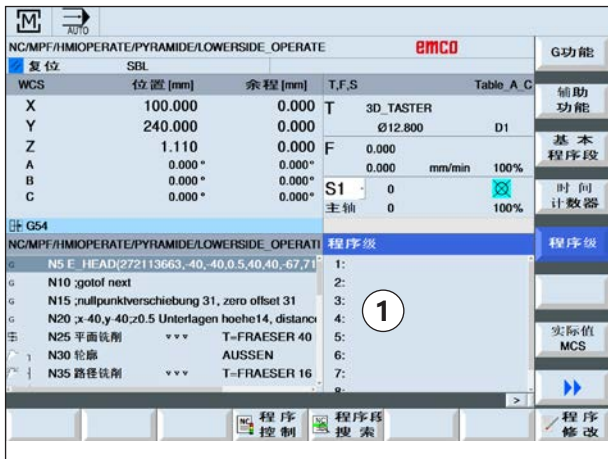 M AUTO
NC/MPF/HMIOPERATE/PYRAMIDE/LOWERSIDE_OPERATE emco
复位 SBL
WCS 位置 [mm] 余程 [mm] T,F,S Table_A_C
X 100.000 0.000 T 3D_TASTER
Y 240.000 0.000 Ø12.800 D1
Z 1.110 0.000 F 0.000
A 0.000° 0.000° 0.000 mm/min 100%
B 0.000° 0.000° S1 0
C 0.000° 0.000° 主轴 0 100%
G54
NC/MPF/HMIOPERATE/PYRAMIDE/LOWERSIDE_OPERATI 程序级
G N5 E_HEAD(272113663,-40,-40,0.5,40,40,-67,71 1:
G N10 ;gotof next 2:
G N15 ;nullpunktverschiebung 31, zero offset 31 3:
G N20 ;x-40,y-40;z0.5 Unterlagen hoehe14, distanc 4:
N25 平面铣削 ▿▿▿ T=FRAESER 40 5:
N30 轮廓 AUSSEN 6:
N35 路径铣削 ▿▿▿ T=FRAESER 16 7:
8:
1
>
G功能
辅助
功能
基本
程序段
时间
计数器
程序级
实际值
MCS
NC 程序
控制
NC 程序段
搜索
程序
修改